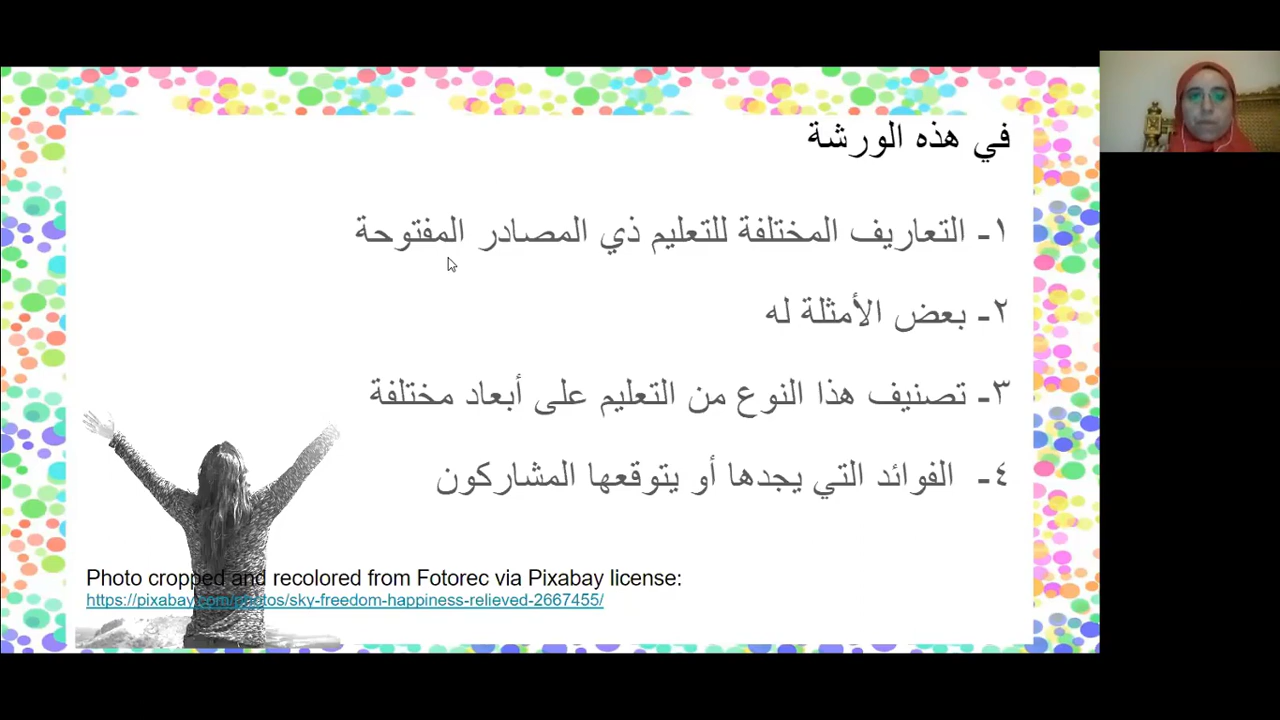 في هذه الورشة
١- التعاريف المختلفة للتعليم ذي المصادر المفتوحة
٢- بعض الأمثلة له
٣- تصنيف هذا النوع من التعليم على أبعاد مختلفة
٤- الفوائد التي يجدها أو يتوقعها المشاركون
Photo cropped and recolored from Fotorec via Pixabay license:
https://pixabay.com/photos/sky-freedom-happiness-relieved-2667455/